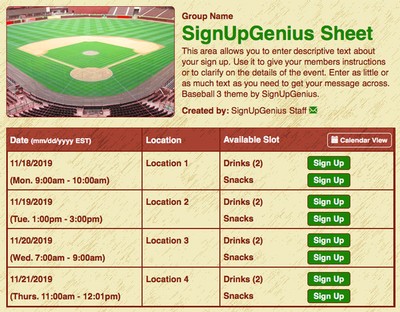 Group Name
SignUpGenius Sheet
This area allows you to enter descriptive text about
your sign up. Use it to give your members instructions
or to clarify on the details of the event. Enter as little or
as much text as you need to get your message across.
Baseball 3 theme by SignUpGenius.
Created by: SignUpGenius Staff
Date (mm/dd/yyyy EST) Location Available Slot Calendar View
11/18/2019 Location 1 Drinks (2) Sign Up
(Mon. 9:00am - 10:00am) Snacks Sign Up
11/19/2019 Location 2 Drinks (2) Sign Up
(Tue. 1:00pm - 3:00pm) Snacks Sign Up
11/20/2019 Location 3 Drinks (2) Sign Up
(Wed. 7:00am - 9:00am) Snacks Sign Up
11/21/2019 Location 4 Drinks (2) Sign Up
(Thurs. 11:00am - 12:01pm) Snacks Sign Up